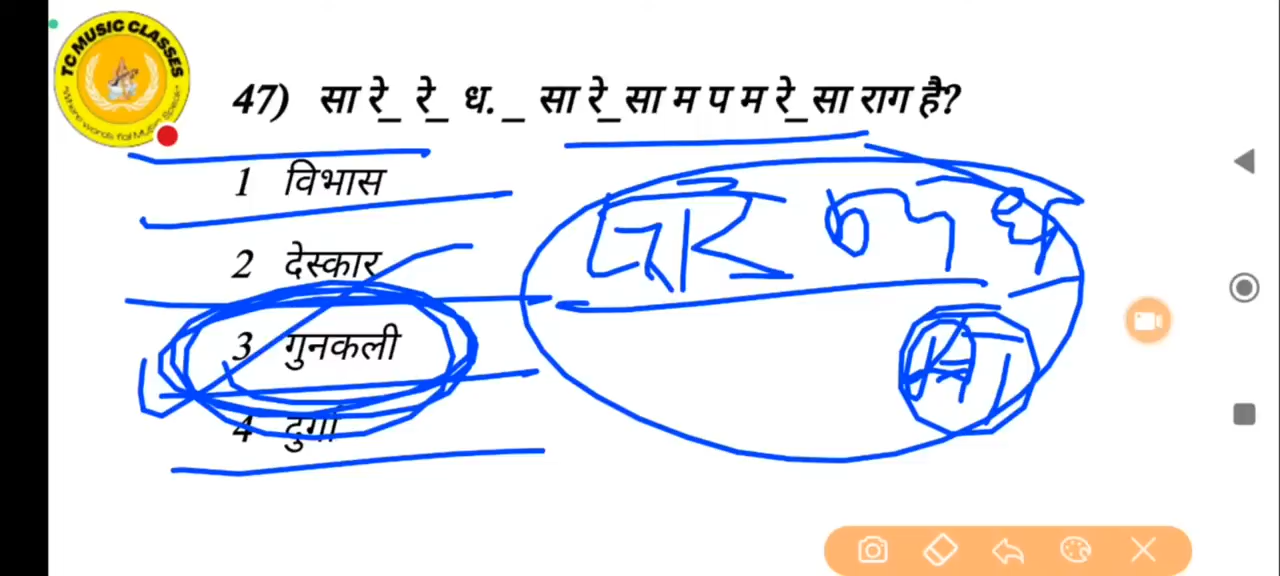 TC MUSIC CLASSES
47) सा रे_ रे_ ध. _ सा रे_सा म प म रे_सा राग है?
1 विभास
2 देस्कार
3 गुनकली
4 दुर्गा